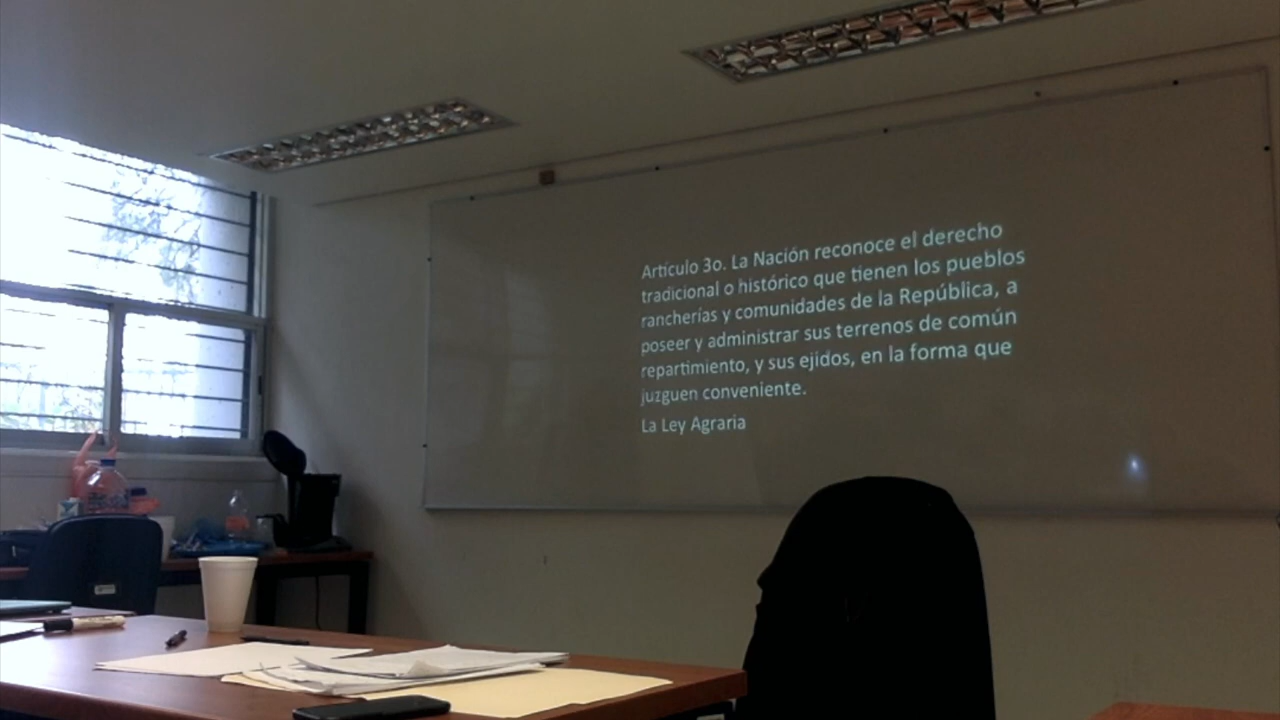 Artículo 3o. La Nación reconoce el derecho
tradicional o histórico que tienen los pueblos
rancherías y comunidades de la República, a
poseer y administrar sus terrenos de común
repartimiento, y sus ejidos, en la forma que
juzguen conveniente.
La Ley Agraria